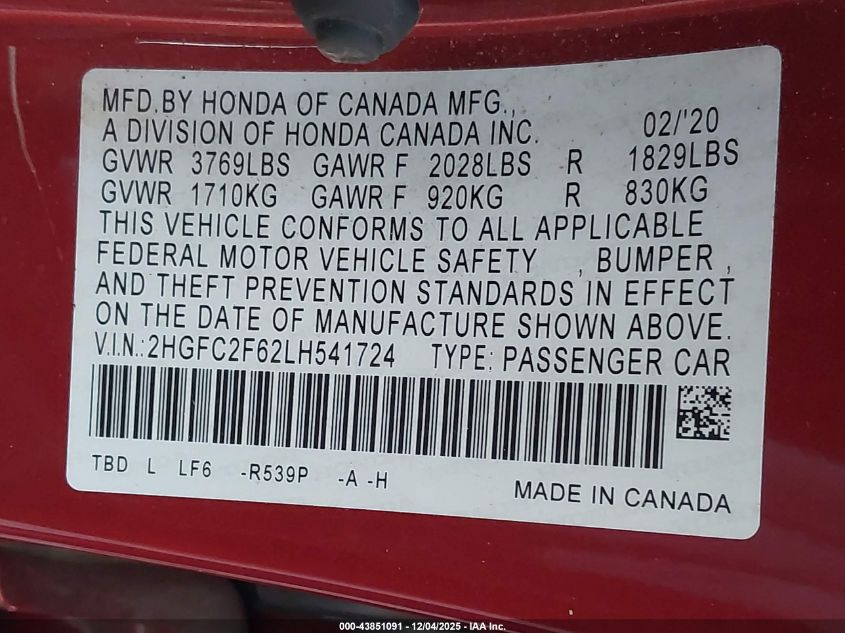 MFD.BY HONDA OF CANADA MFG.,
A DIVISION OF HONDA CANADA INC. 02/'20
GVWR 3769LBS GAWR F 2028LBS R 1829LBS
GVWR 1710KG GAWR F 920KG R 830KG
THIS VEHICLE CONFORMS TO ALL APPLICABLE
FEDERAL MOTOR VEHICLE SAFETY , BUMPER ,
AND THEFT PREVENTION STANDARDS IN EFFECT
ON THE DATE OF MANUFACTURE SHOWN ABOVE.
V.I.N.:2HGFC2F62LH541724 TYPE: PASSENGER CAR
TBD L LF6 -R539P -A -H
MADE IN CANADA
000-43851091 - 12/04/2025 - IAA Inc.